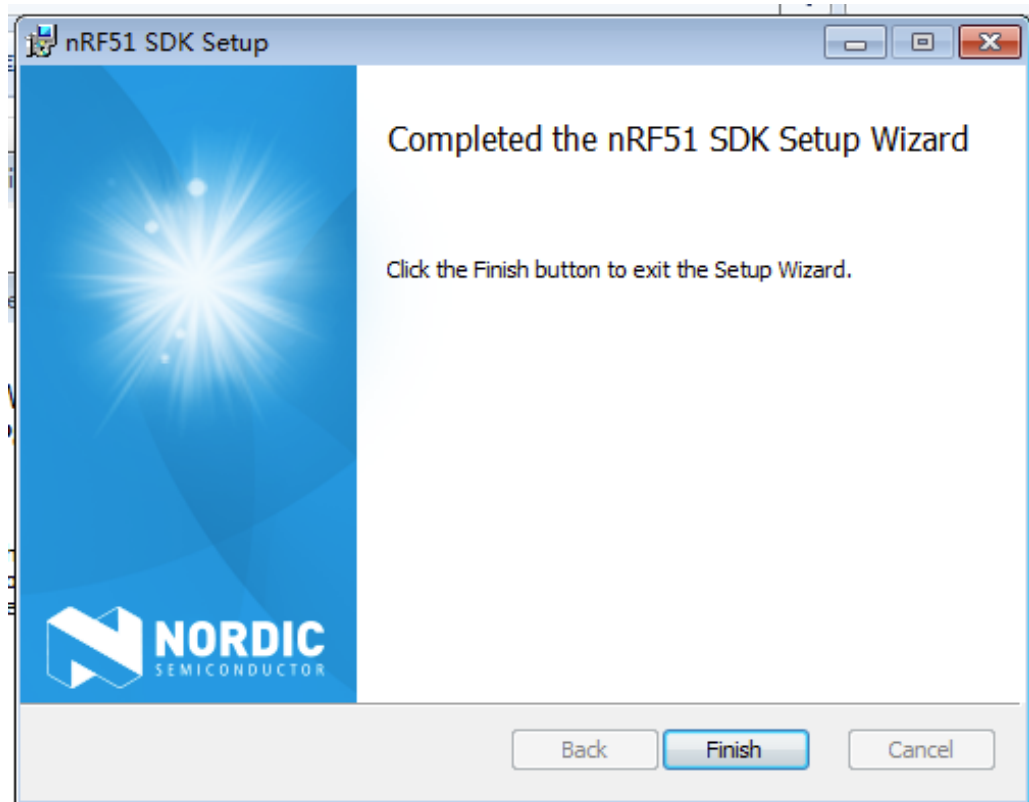 nRF51 SDK Setup
Completed the nRF51 SDK Setup Wizard
Click the Finish button to exit the Setup Wizard.
NORDIC
SEMICONDUCTOR
Back Finish Cancel